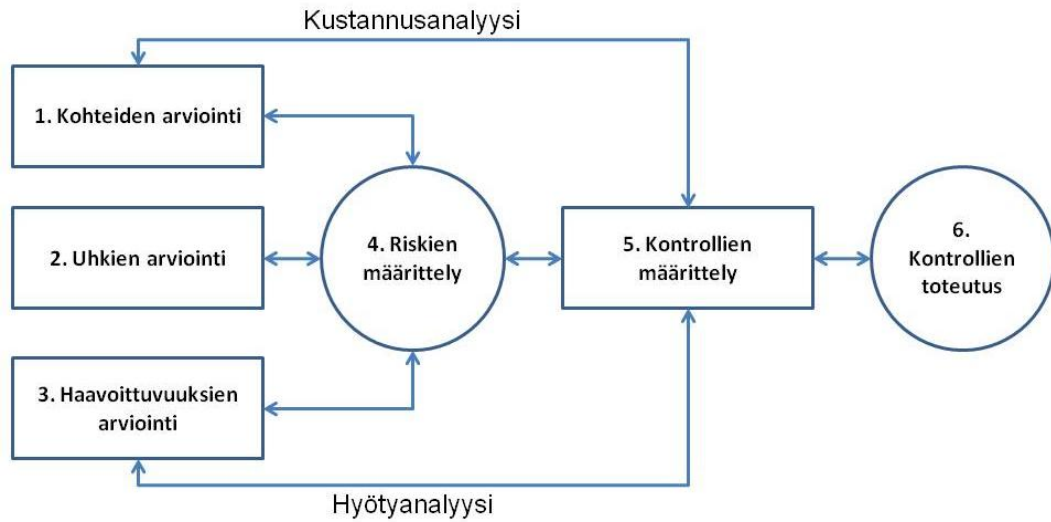 Kustannusanalyysi
1. Kohteiden arviointi
2. Uhkien arviointi
3. Haavoittuvuuksien
arviointi
4. Riskien
määrittely
5. Kontrollien
määrittely
6.
Kontrollien
toteutus
Hyötyanalyysi